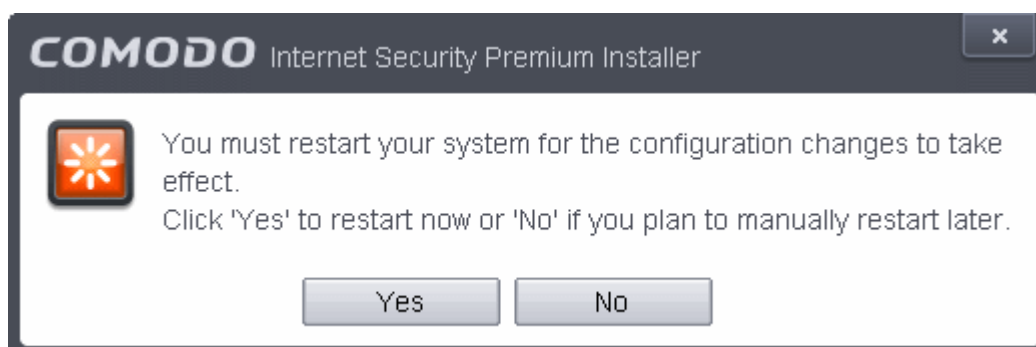 COMODO Internet Security Premium Installer
You must restart your system for the configuration changes to take
effect.
Click 'Yes' to restart now or 'No' if you plan to manually restart later.
Yes No